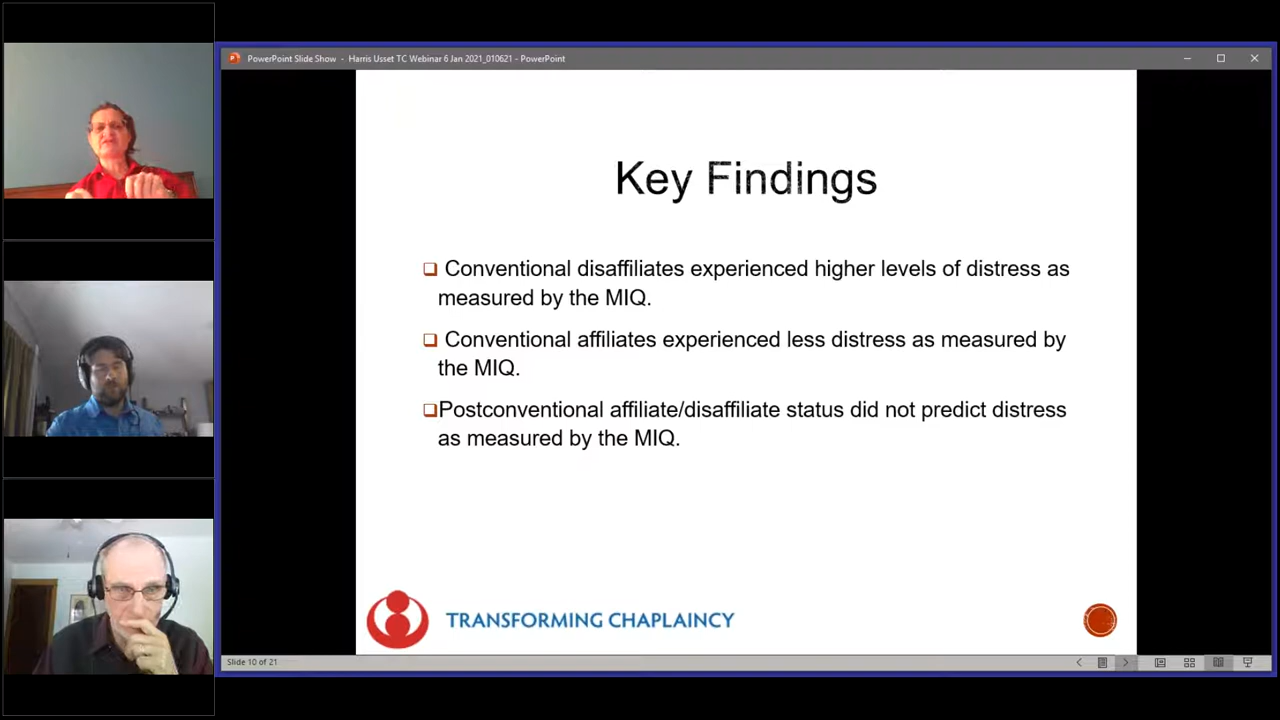 PowerPoint Slide Show - Harris Usset TC Webinar 6 Jan 2021_010621 - PowerPoint
Key Findings
Conventional disaffiliates experienced higher levels of distress as
measured by the MIQ.
Conventional affiliates experienced less distress as measured by
the MIQ.
Postconventional affiliate/disaffiliate status did not predict distress
as measured by the MIQ.
TRANSFORMING CHAPLAINCY
Slide 10 of 21